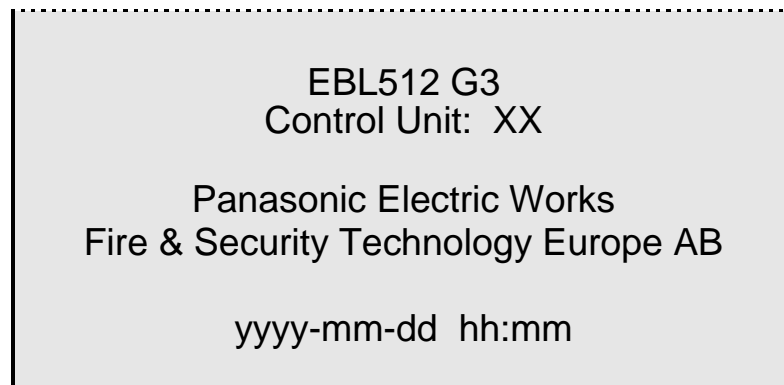 EBL512 G3
Control Unit:  XX
Panasonic Electric Works
Fire & Security Technology Europe AB
yyyy-mm-dd  hh:mm